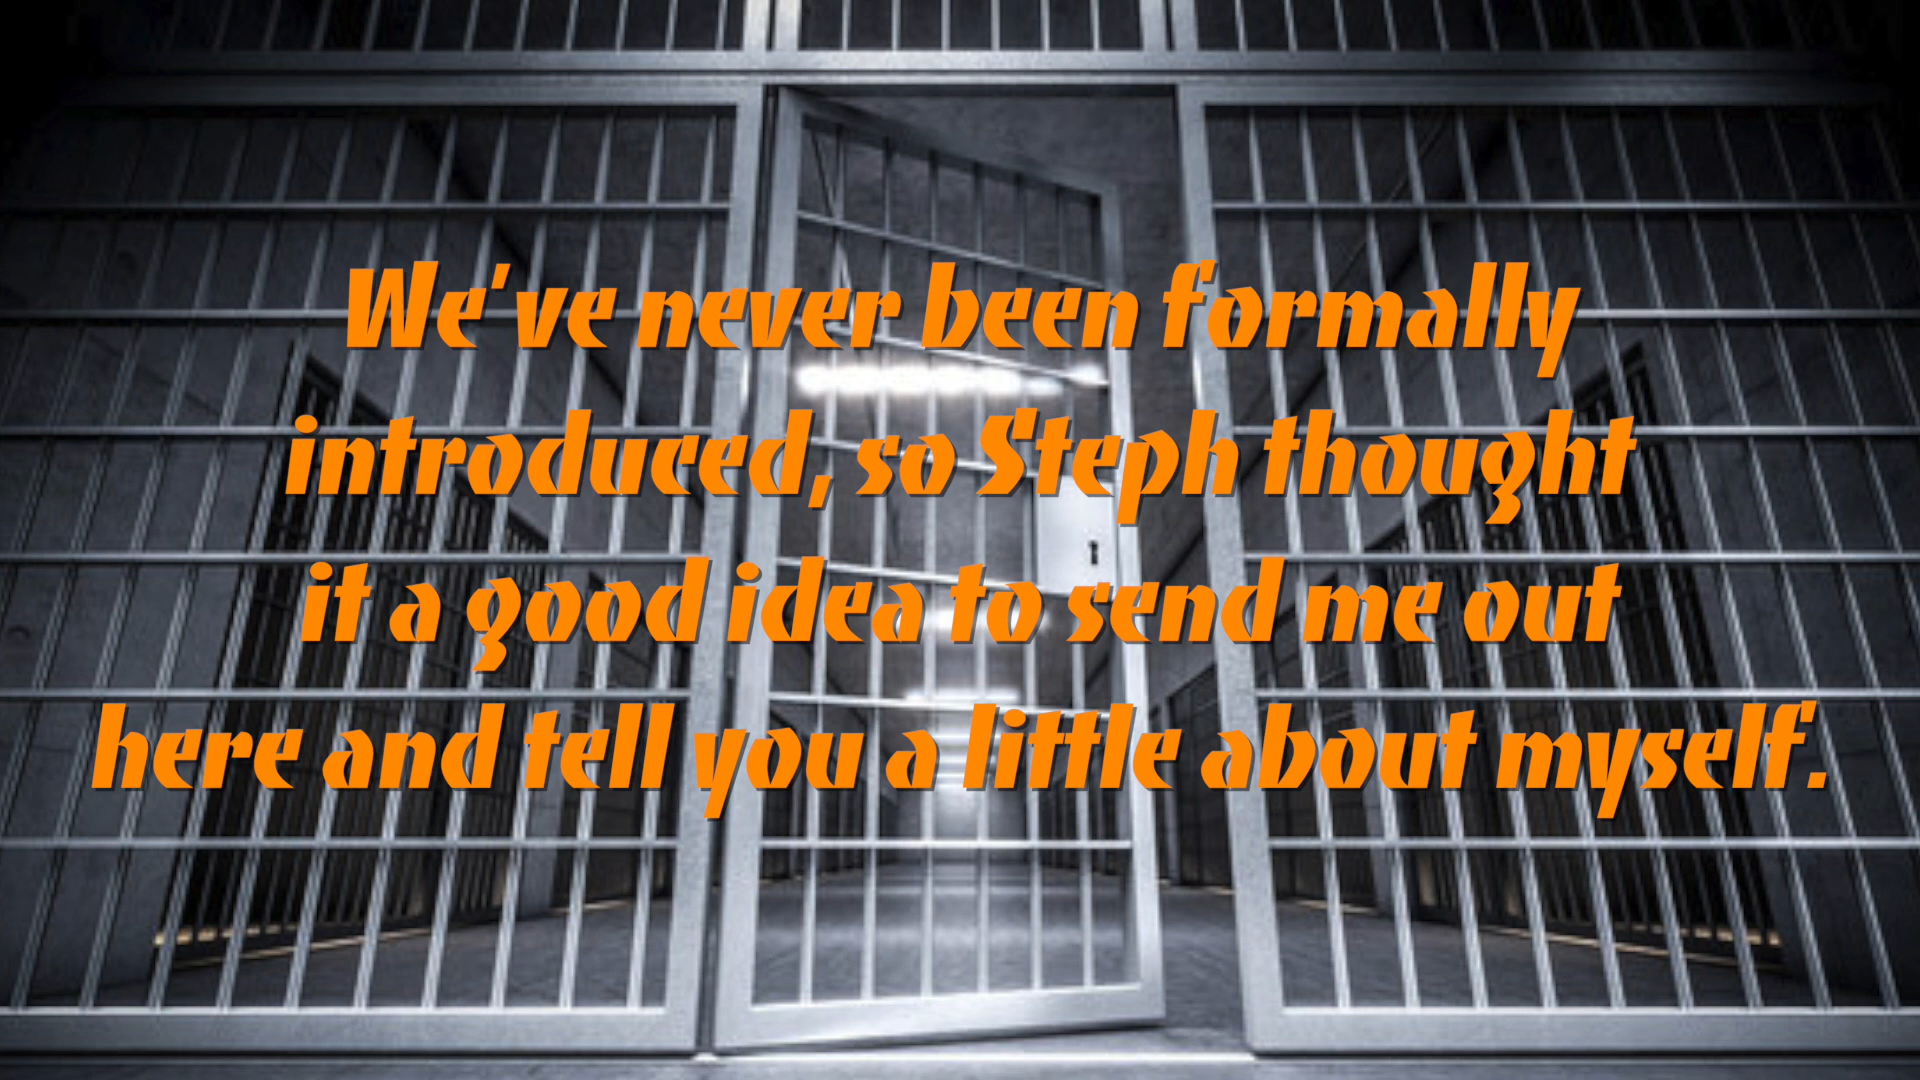 We've never been formally
introduced, so Steph thought
it a good idea to send me out
here and tell you a little about myself.